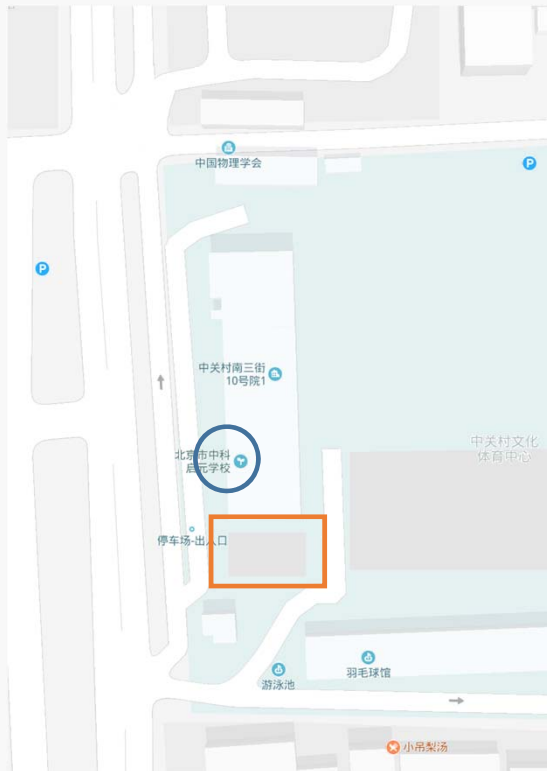 中国物理学会
P
P
中关村南三街
10号院1
中关村文化
体育中心
北京市中科
启元学校
停车场-出入口
羽毛球馆
游泳池
小吊梨汤